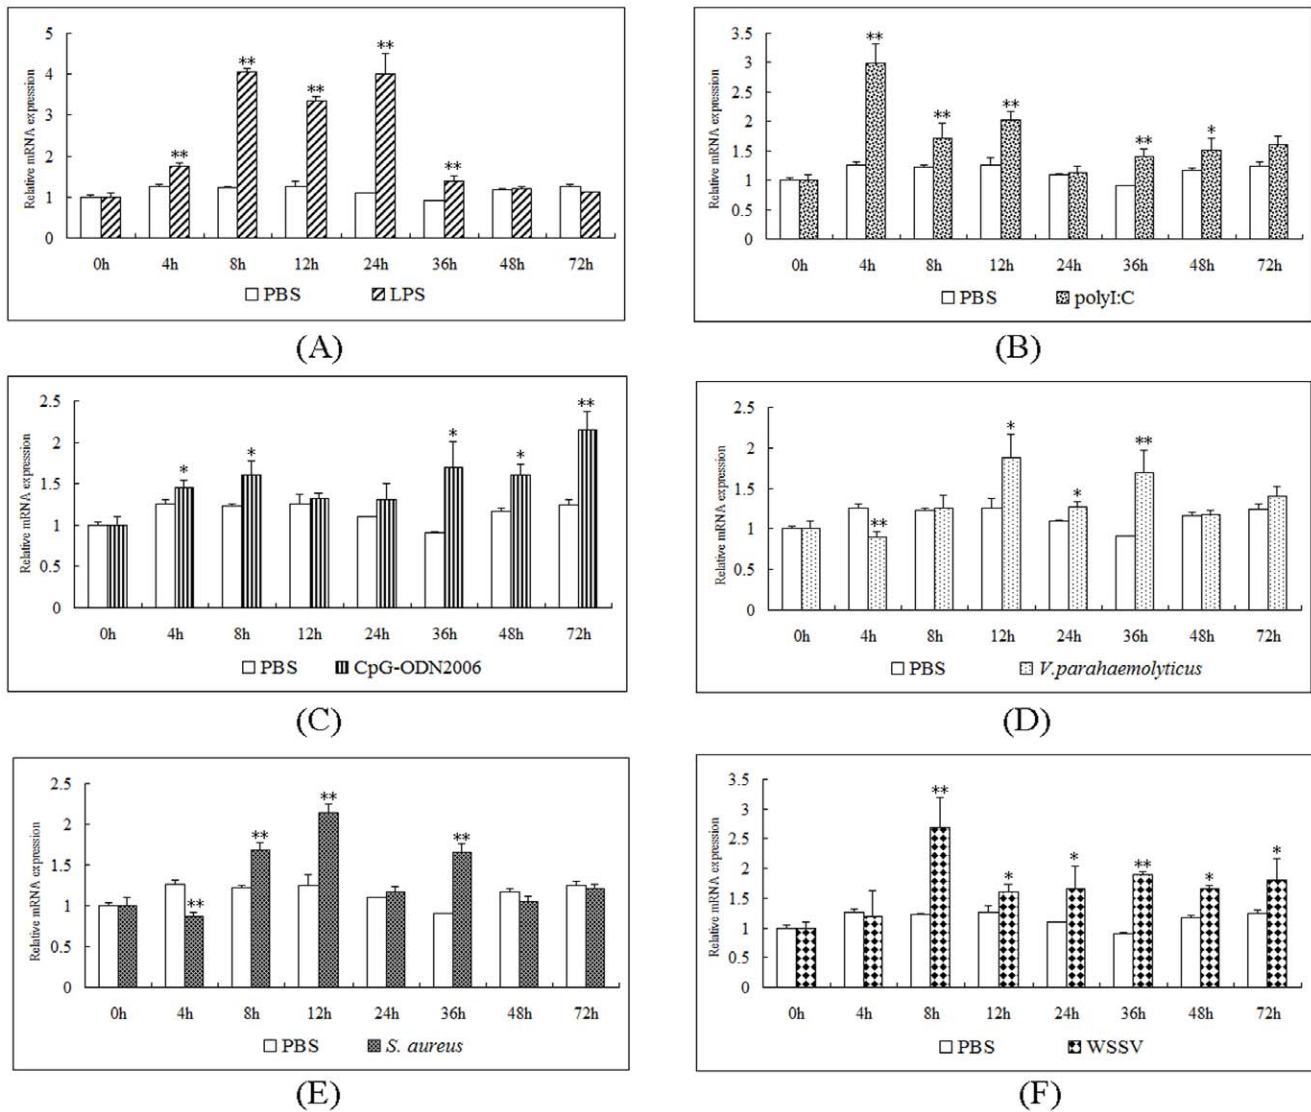 Relative mRNA expression
5
4
3
2
1
0
** ** ** ** **
0h 4h 8h 12h 24h 36h 48h 72h
PBS LPS
(A)
Relative mRNA expression
3.5
3
2.5
2
1.5
1
0.5
0
** ** ** ** *
0h 4h 8h 12h 24h 36h 48h 72h
PBS polyI:C
(B)
Relative mRNA expression
2.5
2
1.5
1
0.5
0
* * * * **
0h 4h 8h 12h 24h 36h 48h 72h
PBS CpG-ODN2006
(C)
Relative mRNA expression
2.5
2
1.5
1
0.5
0
** * * **
0h 4h 8h 12h 24h 36h 48h 72h
PBS V.parahaemolyticus
(D)
Relative mRNA expression
2.5
2
1.5
1
0.5
0
** ** ** **
0h 4h 8h 12h 24h 36h 48h 72h
PBS S. aureus
(E)
Relative mRNA expression
3.5
3
2.5
2
1.5
1
0.5
0
** * * ** * *
0h 4h 8h 12h 24h 36h 48h 72h
PBS WSSV
(F)